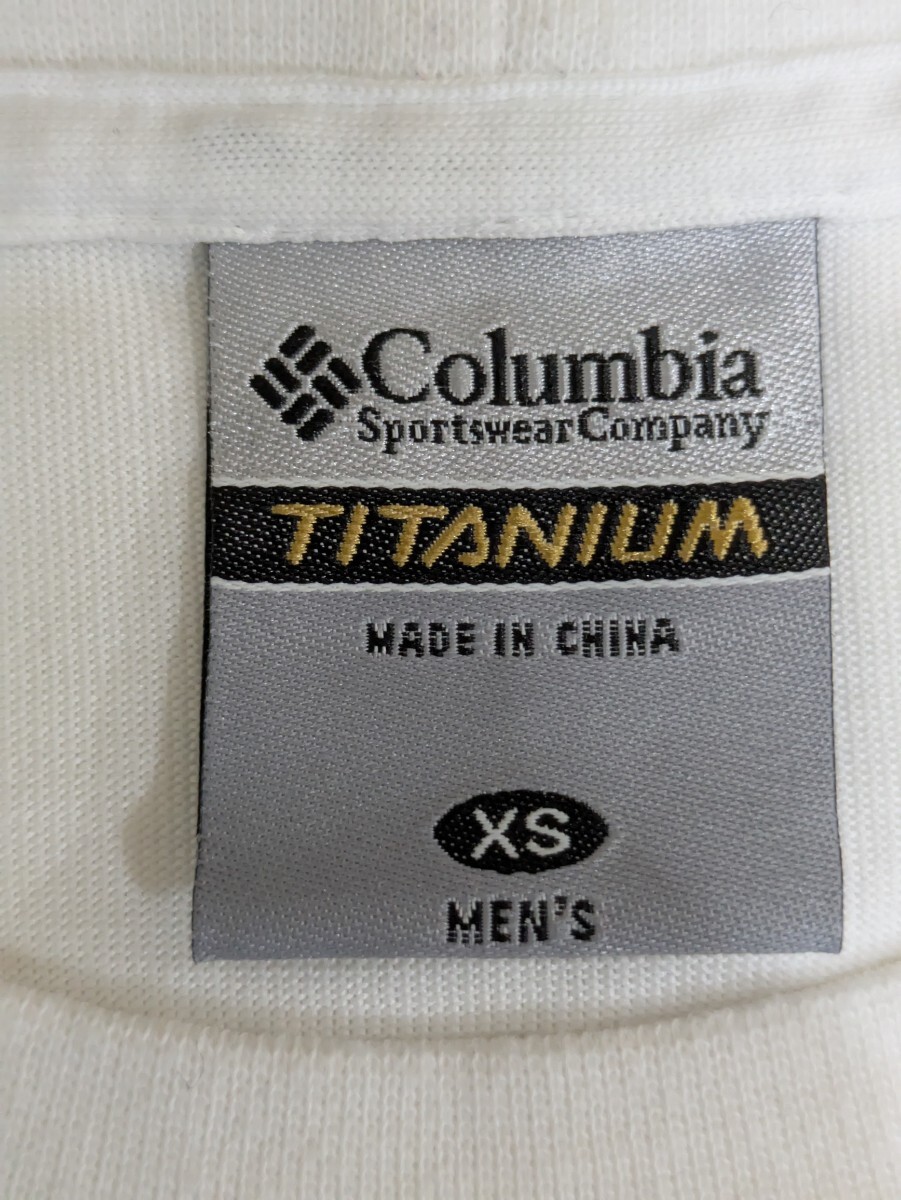 Columbia
Sportswear Company
TITANIUM
MADE IN CHINA
XS
MEN'S